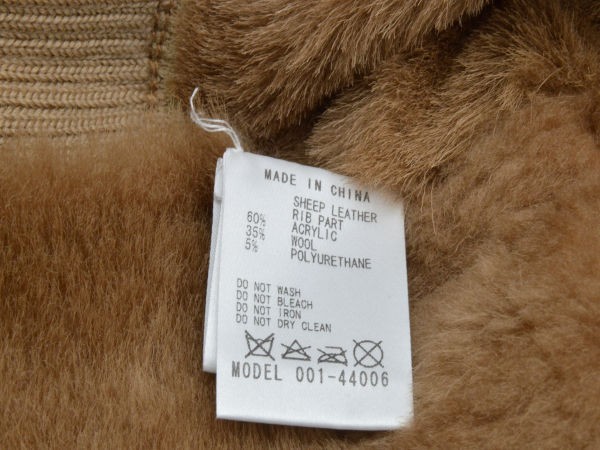 MADE IN CHINA
SHEEP LEATHER
RIB PART
60% ACRYLIC
35% WOOL
5% POLYURETHANE
DO NOT WASH
DO NOT BLEACH
DO NOT IRON
DO NOT DRY CLEAN
MODEL 001-44006